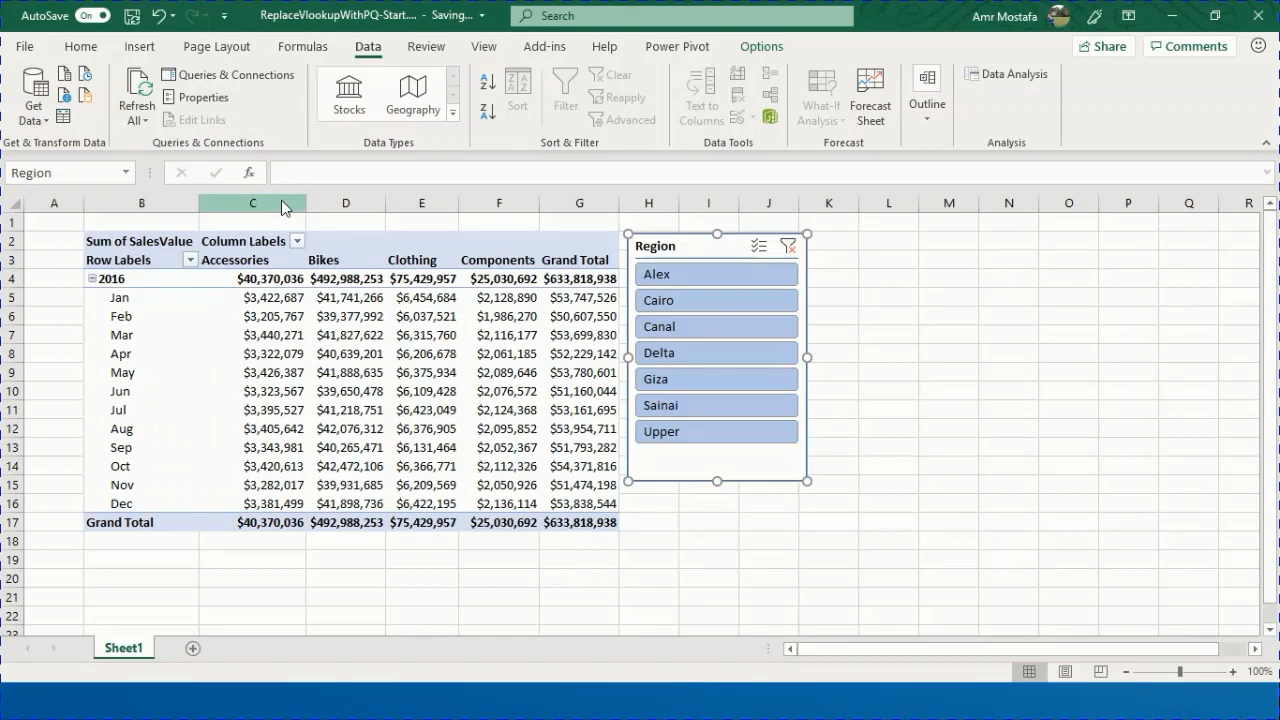 AutoSave On ReplaceVlookupWithPQ-Start.... - Saving... Search Amr Mostafa
File Home Insert Page Layout Formulas Data Review View Add-ins Help Power Pivot Options Share Comments
Get Data
Refresh All
Queries & Connections
Properties
Edit Links
Stocks Geography
Sort
Filter
Clear
Reapply
Advanced
Text to Columns
What-If Analysis
Forecast Sheet
Outline
Data Analysis
Get & Transform Data Queries & Connections Data Types Sort & Filter Data Tools Forecast Analysis
Region fx
A B C D E F G H I J K L M N O P Q R
1
2 Sum of SalesValue Column Labels
3 Row Labels Accessories Bikes Clothing Components Grand Total
4 2016 $40,370,036 $492,988,253 $75,429,957 $25,030,692 $633,818,938
5 Jan $3,422,687 $41,741,266 $6,454,684 $2,128,890 $53,747,526
6 Feb $3,205,767 $39,377,992 $6,037,521 $1,986,270 $50,607,550
7 Mar $3,440,271 $41,827,622 $6,315,760 $2,116,177 $53,699,830
8 Apr $3,322,079 $40,639,201 $6,206,678 $2,061,185 $52,229,142
9 May $3,426,387 $41,888,635 $6,375,934 $2,089,646 $53,780,601
10 Jun $3,323,567 $39,650,478 $6,109,428 $2,076,572 $51,160,044
11 Jul $3,395,527 $41,218,751 $6,423,049 $2,124,368 $53,161,695
12 Aug $3,405,642 $42,076,312 $6,376,905 $2,095,852 $53,954,711
13 Sep $3,343,981 $40,265,471 $6,131,464 $2,052,367 $51,793,282
14 Oct $3,420,613 $42,472,106 $6,366,771 $2,112,326 $54,371,816
15 Nov $3,282,017 $39,931,685 $6,209,569 $2,050,926 $51,474,198
16 Dec $3,381,499 $41,898,736 $6,422,195 $2,136,114 $53,838,544
17 Grand Total $40,370,036 $492,988,253 $75,429,957 $25,030,692 $633,818,938
18
19
20
21
22
23
Region
Alex
Cairo
Canal
Delta
Giza
Sainai
Upper
Sheet1
100%